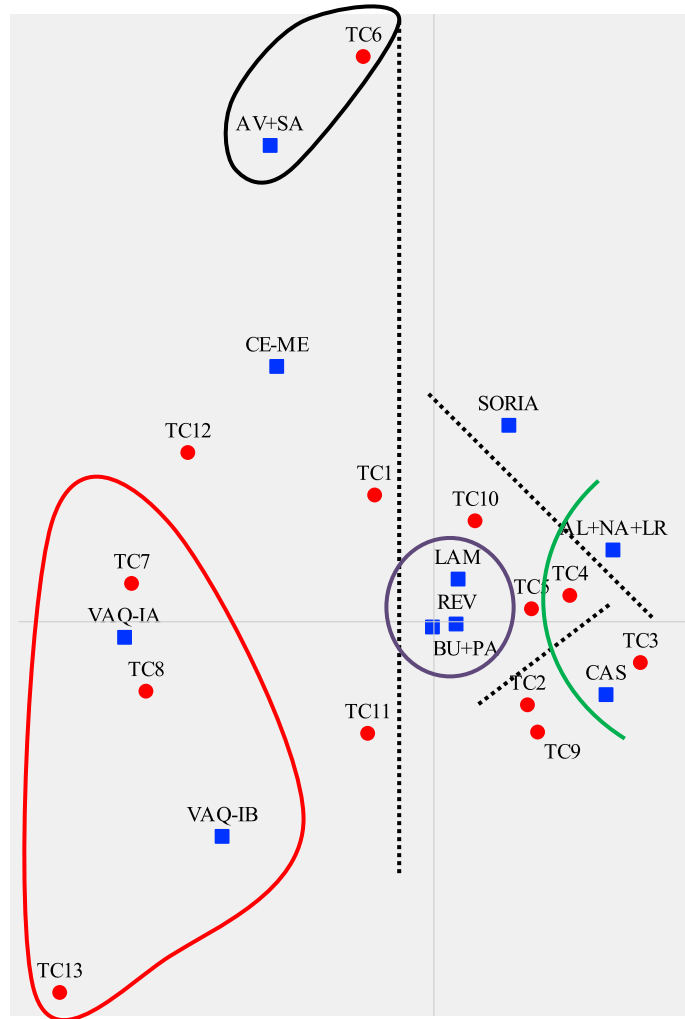 TC6
AV+SA
CE-ME
SORIA
TC12
TC1
TC10
AL+NA+LR
LAM
TC7
TC5
TC4
REV
VAQ-IA
BU+PA
TC3
TC8
CAS
TC2
TC11
TC9
VAQ-IB
TC13